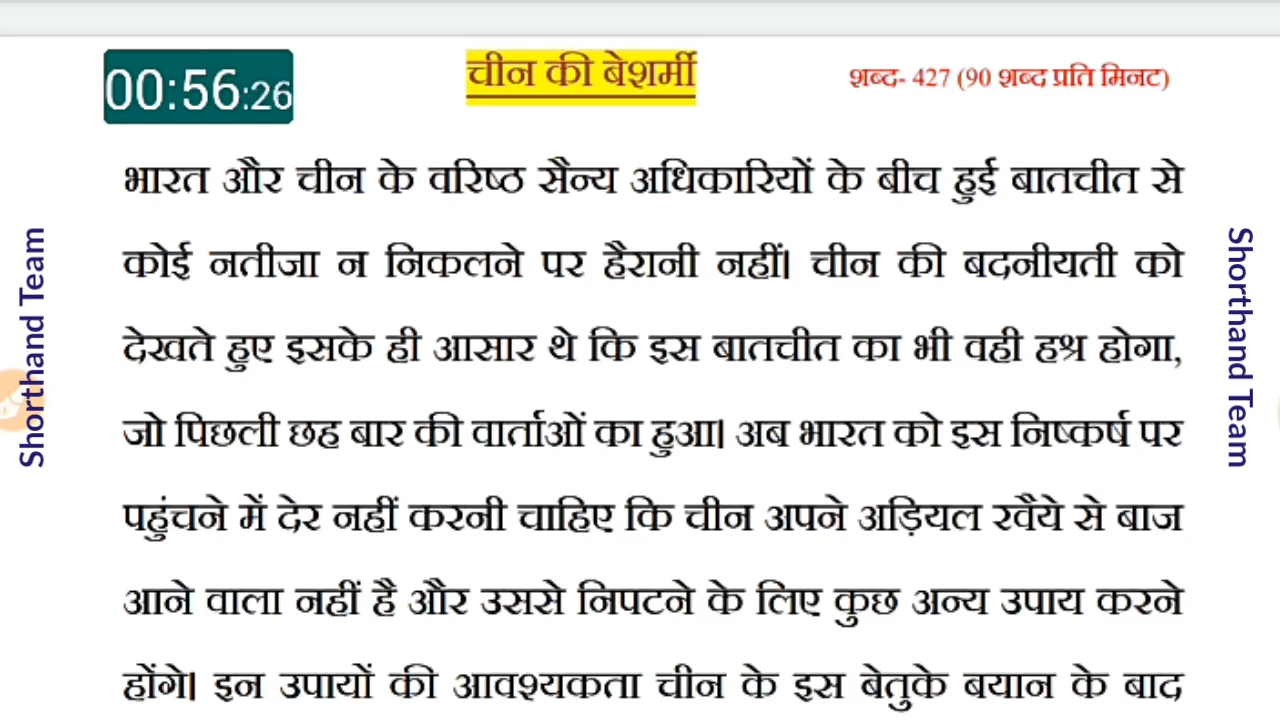 00:56:26
चीन की बेशर्मी
शब्द- 427 (90 शब्द प्रति मिनट)
भारत और चीन के वरिष्ठ सैन्य अधिकारियों के बीच हुई बातचीत से
कोई नतीजा न निकलने पर हैरानी नहीं। चीन की बदनीयती को
देखते हुए इसके ही आसार थे कि इस बातचीत का भी वही हश्र होगा,
जो पिछली छह बार की वार्ताओं का हुआ। अब भारत को इस निष्कर्ष पर
पहुंचने में देर नहीं करनी चाहिए कि चीन अपने अड़ियल रवैये से बाज
आने वाला नहीं है और उससे निपटने के लिए कुछ अन्य उपाय करने
होंगे। इन उपायों की आवश्यकता चीन के इस बेतुके बयान के बाद
Shorthand Team
Shorthand Team